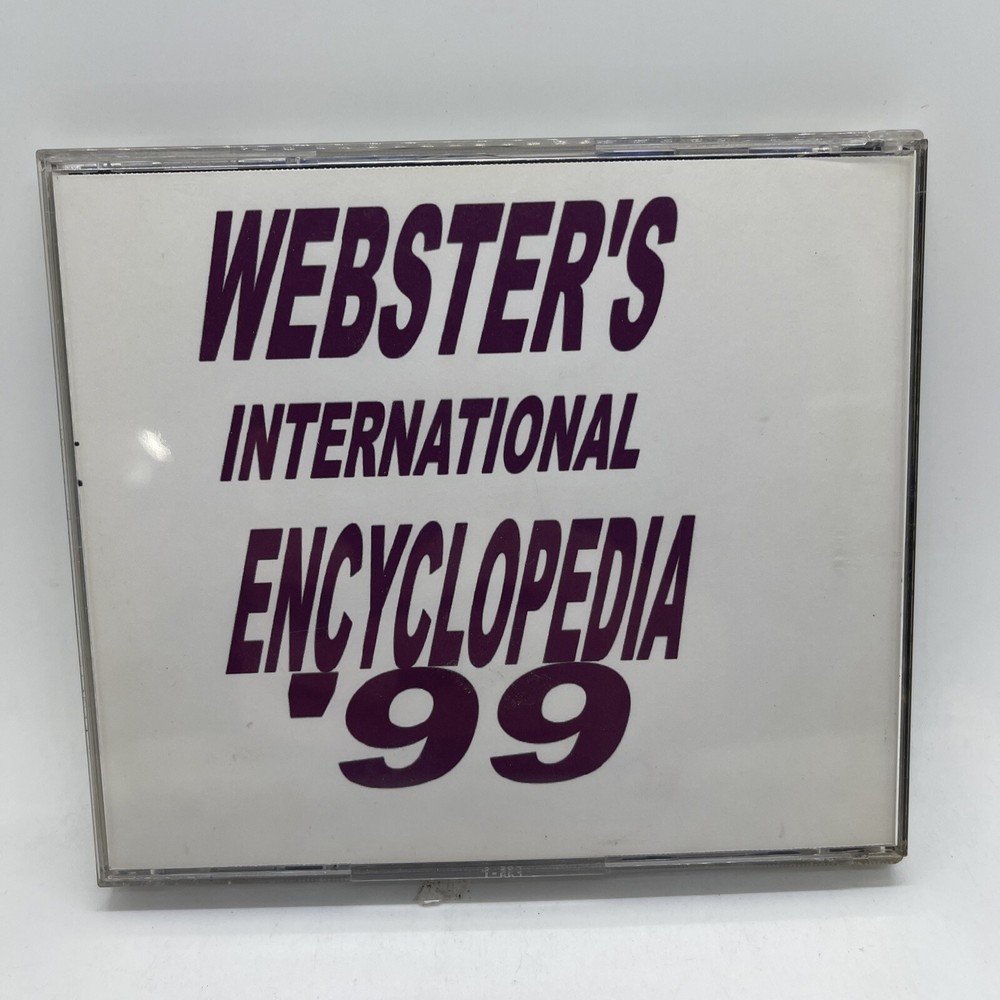 WEBSTER'S
INTERNATIONAL
ENCYCLOPEDIA
'99